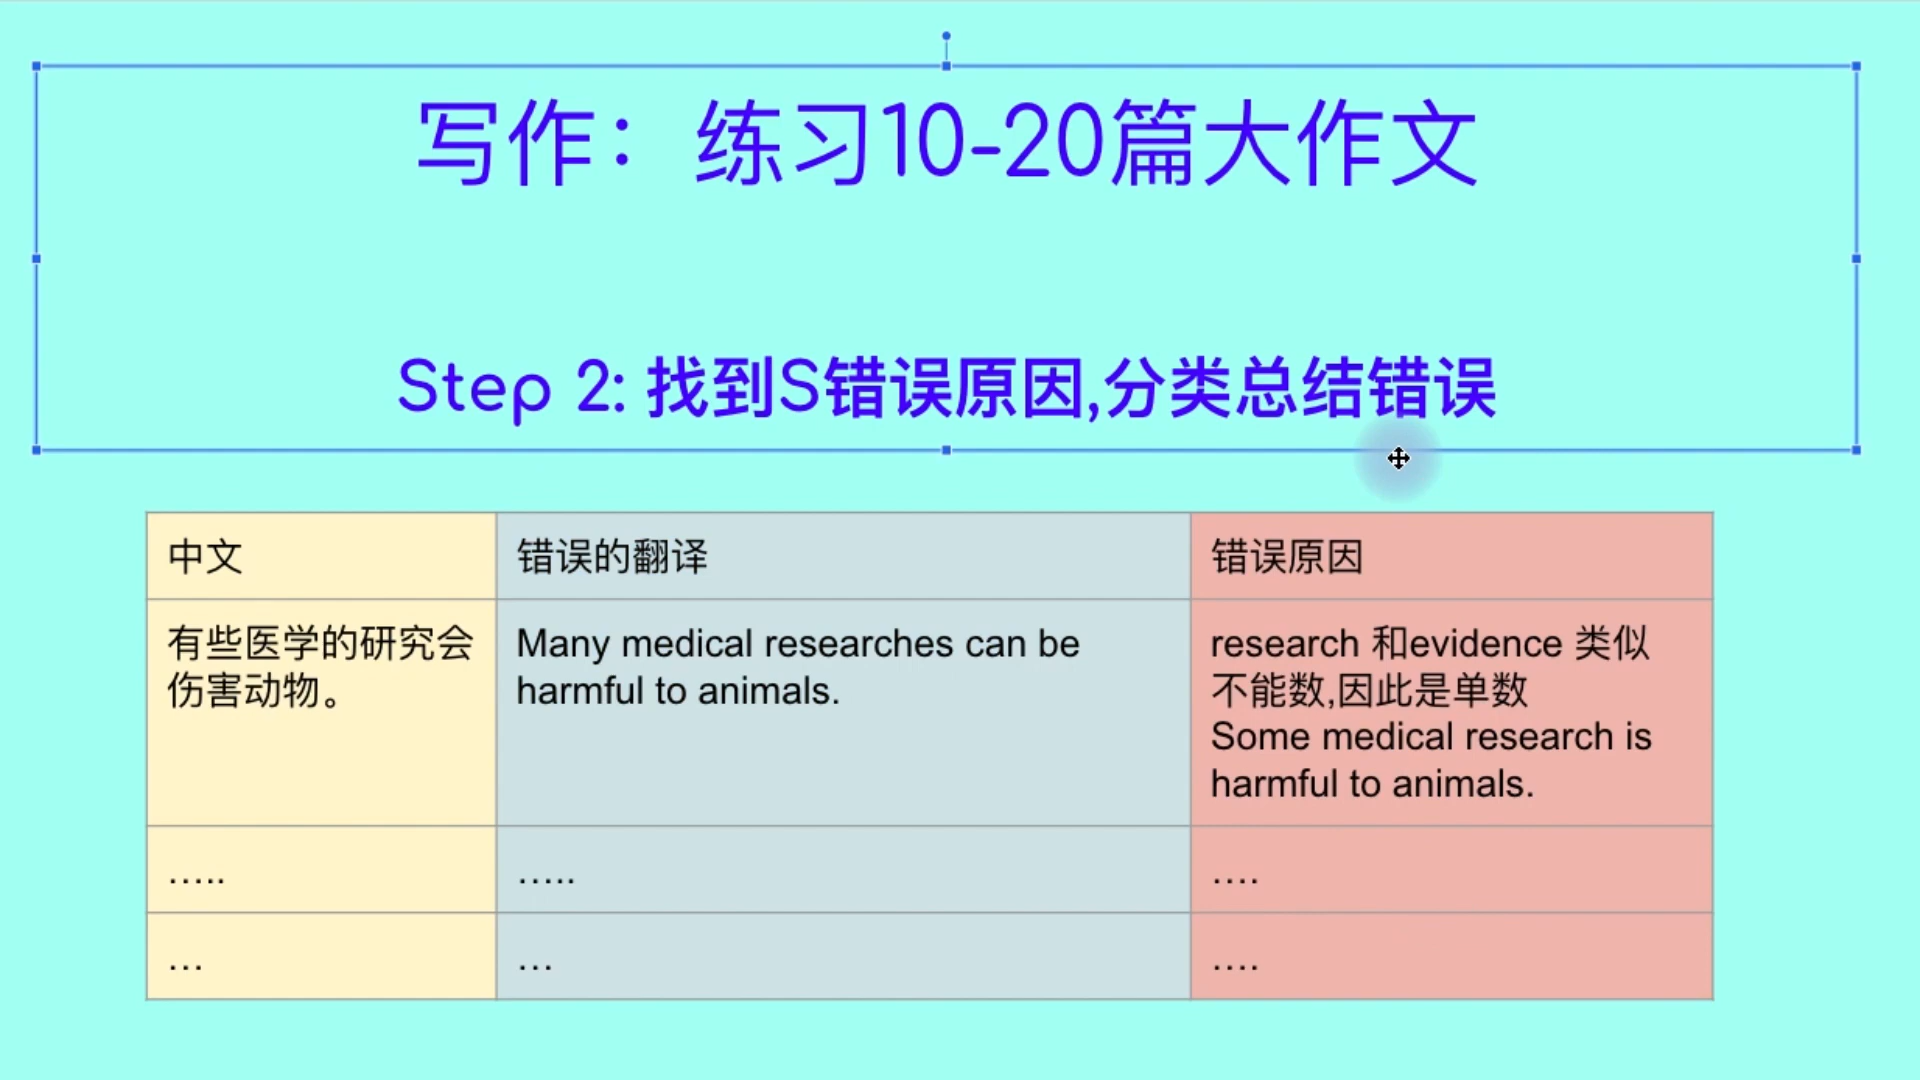 写作：练习10-20篇大作文
Step 2: 找到S错误原因,分类总结错误
中文
错误的翻译
错误原因
有些医学的研究会
伤害动物。
Many medical researches can be
harmful to animals.
research 和evidence 类似
不能数,因此是单数
Some medical research is
harmful to animals.
…..
…..
….
…
…
….